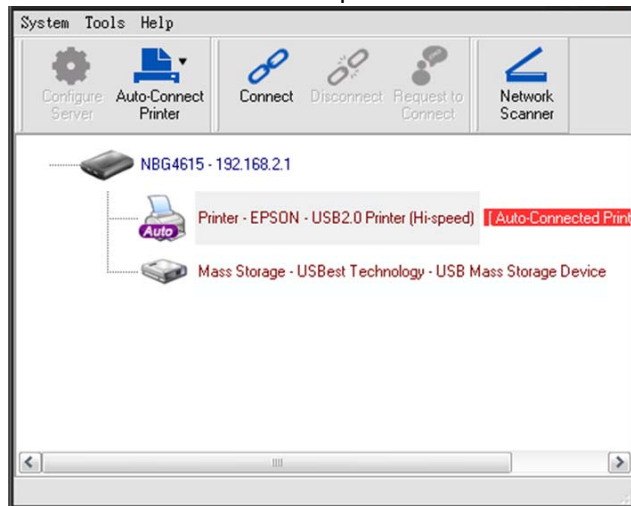 System Tools Help
Configure Server
Auto-Connect Printer
Connect
Disconnect
Request to Connect
Network Scanner
NBG4615 - 192.168.2.1
Auto
Printer - EPSON - USB2.0 Printer (Hi-speed) [ Auto-Connected Print
Mass Storage - USBest Technology - USB Mass Storage Device